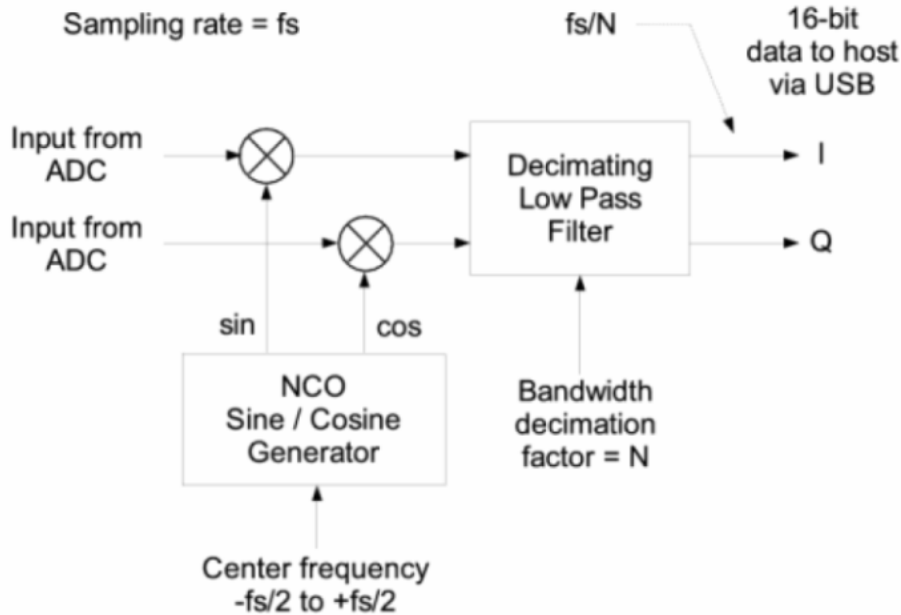 Sampling rate = fs
fs/N
16-bit
data to host
via USB
Input from
ADC
I
Decimating
Low Pass
Filter
Input from
ADC
Q
sin
cos
NCO
Sine / Cosine
Generator
Bandwidth
decimation
factor = N
Center frequency
-fs/2 to +fs/2